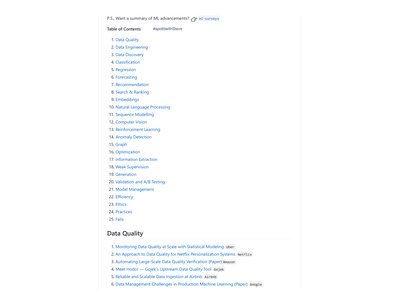 P.S., Want a summary of ML advancements? 👉 ml-surveys
Table of Contents
1. Data Quality
2. Data Engineering
3. Data Discovery
4. Classification
5. Regression
6. Forecasting
7. Recommendation
8. Search & Ranking
9. Embeddings
10. Natural Language Processing
11. Sequence Modelling
12. Computer Vision
13. Reinforcement Learning
14. Anomaly Detection
15. Graph
16. Optimization
17. Information Extraction
18. Weak Supervision
19. Generation
20. Validation and A/B Testing
21. Model Management
22. Efficiency
23. Ethics
24. Practices
25. Fails
Data Quality
1. Monitoring Data Quality at Scale with Statistical Modeling Uber
2. An Approach to Data Quality for Netflix Personalization Systems Netflix
3. Automating Large-Scale Data Quality Verification (Paper) Amazon
4. Meet Hodor — Gojek's Upstream Data Quality Tool Gojek
5. Reliable and Scalable Data Ingestion at Airbnb Airbnb
6. Data Management Challenges in Production Machine Learning (Paper) Google